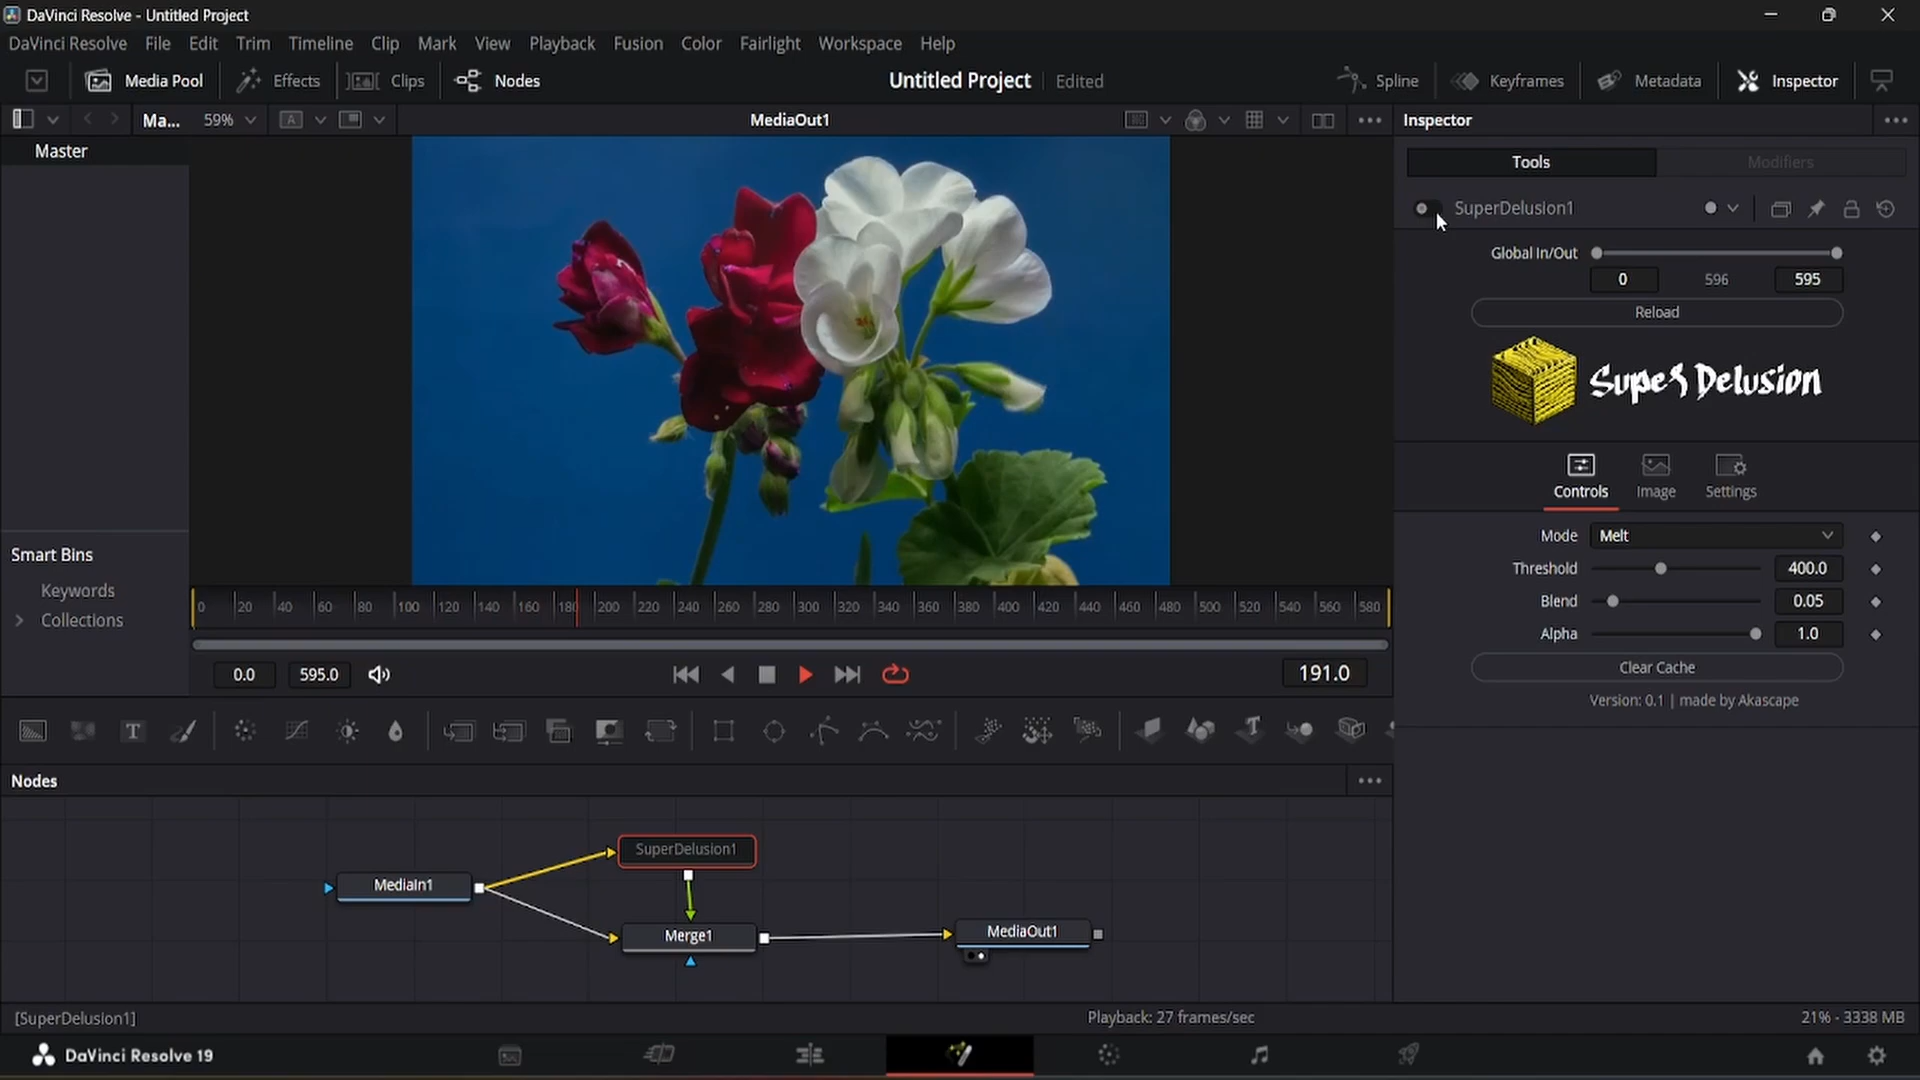 DaVinci Resolve - Untitled Project
DaVinci Resolve File Edit Trim Timeline Clip Mark View Playback Fusion Color Fairlight Workspace Help
Media Pool Effects Clips Nodes Untitled Project Edited Spline Keyframes Metadata Inspector
Ma... 59% A MediaOut1 Inspector
Master
Tools Modifiers
SuperDelusion1
Global In/Out
0 596 595
Reload
Super Delusion
Controls Image Settings
Mode Melt
Threshold 400.0
Blend 0.05
Alpha 1.0
Clear Cache
Version: 0.1 | made by Akascape
Smart Bins
Keywords
Collections
0 20 40 60 80 100 120 140 160 180 200 220 240 260 280 300 320 340 360 380 400 420 440 460 480 500 520 540 560 580
0.0 595.0 191.0
T T
Nodes
SuperDelusion1
MediaIn1
Merge1
MediaOut1
[SuperDelusion1] Playback: 27 frames/sec 21% - 3338 MB
DaVinci Resolve 19